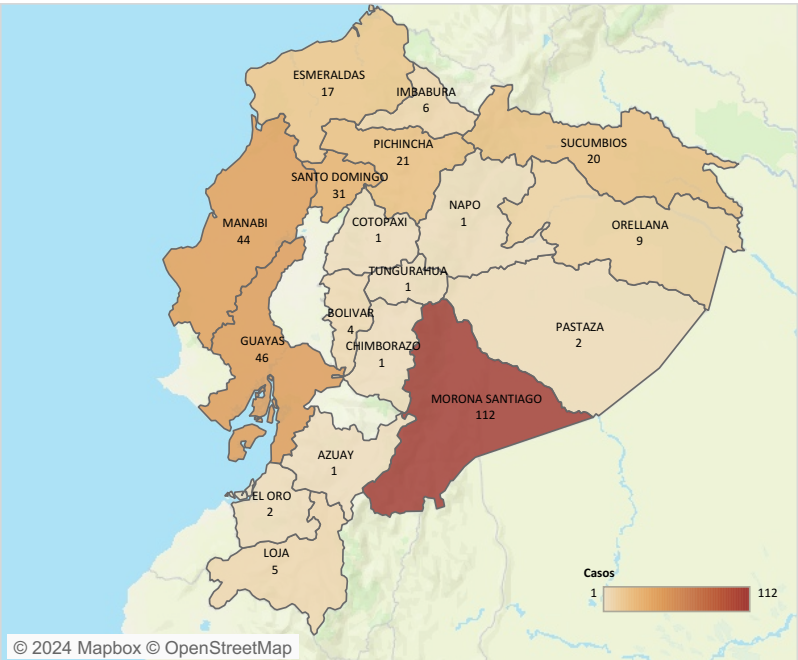 ESMERALDAS
17
IMBABURA
6
PICHINCHA
21
SUCUMBIOS
20
SANTO DOMINGO
31
MANABI
44
COTOPAXI
1
NAPO
1
ORELLANA
9
TUNGURAHUA
1
BOLIVAR
4
CHIMBORAZO
1
PASTAZA
2
GUAYAS
46
MORONA SANTIAGO
112
AZUAY
1
EL ORO
2
LOJA
5
Casos
1 112
© 2024 Mapbox © OpenStreetMap